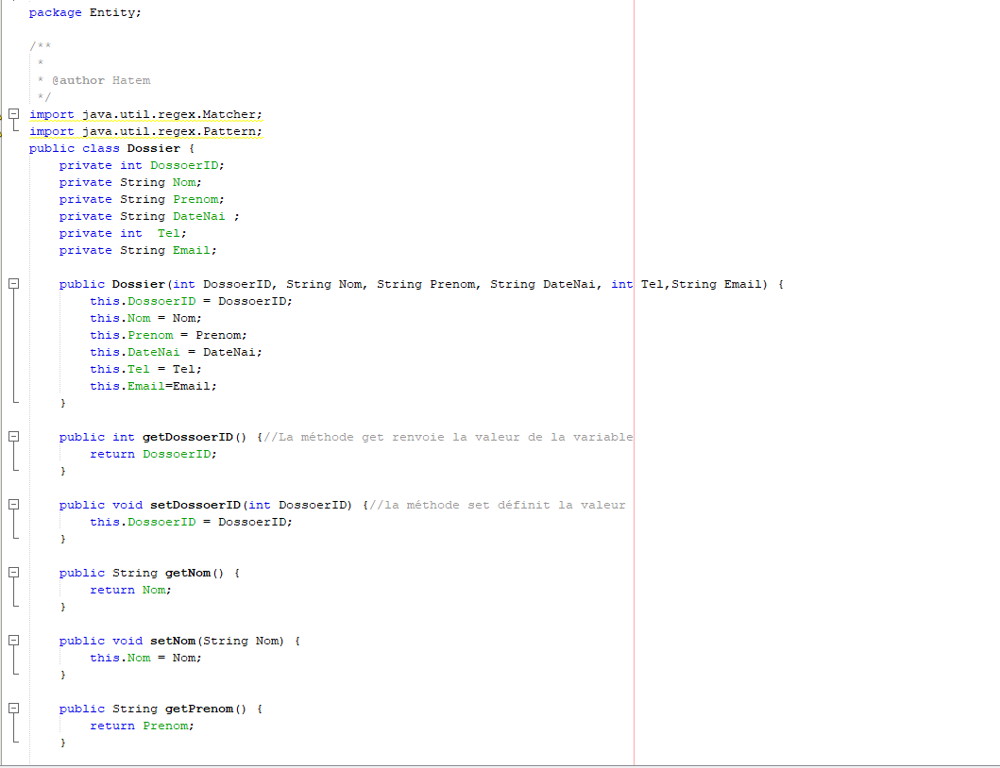 package Entity;
/**
 *
 * @author Hatem
 */
import java.util.regex.Matcher;
import java.util.regex.Pattern;
public class Dossier {
    private int DossoerID;
    private String Nom;
    private String Prenom;
    private String DateNai ;
    private int  Tel;
    private String Email;
    public Dossier(int DossoerID, String Nom, String Prenom, String DateNai, int Tel,String Email) {
        this.DossoerID = DossoerID;
        this.Nom = Nom;
        this.Prenom = Prenom;
        this.DateNai = DateNai;
        this.Tel = Tel;
        this.Email=Email;
    }
    public int getDossoerID() {//La méthode get renvoie la valeur de la variable
        return DossoerID;
    }
    public void setDossoerID(int DossoerID) {//la méthode set définit la valeur
        this.DossoerID = DossoerID;
    }
    public String getNom() {
        return Nom;
    }
    public void setNom(String Nom) {
        this.Nom = Nom;
    }
    public String getPrenom() {
        return Prenom;
    }